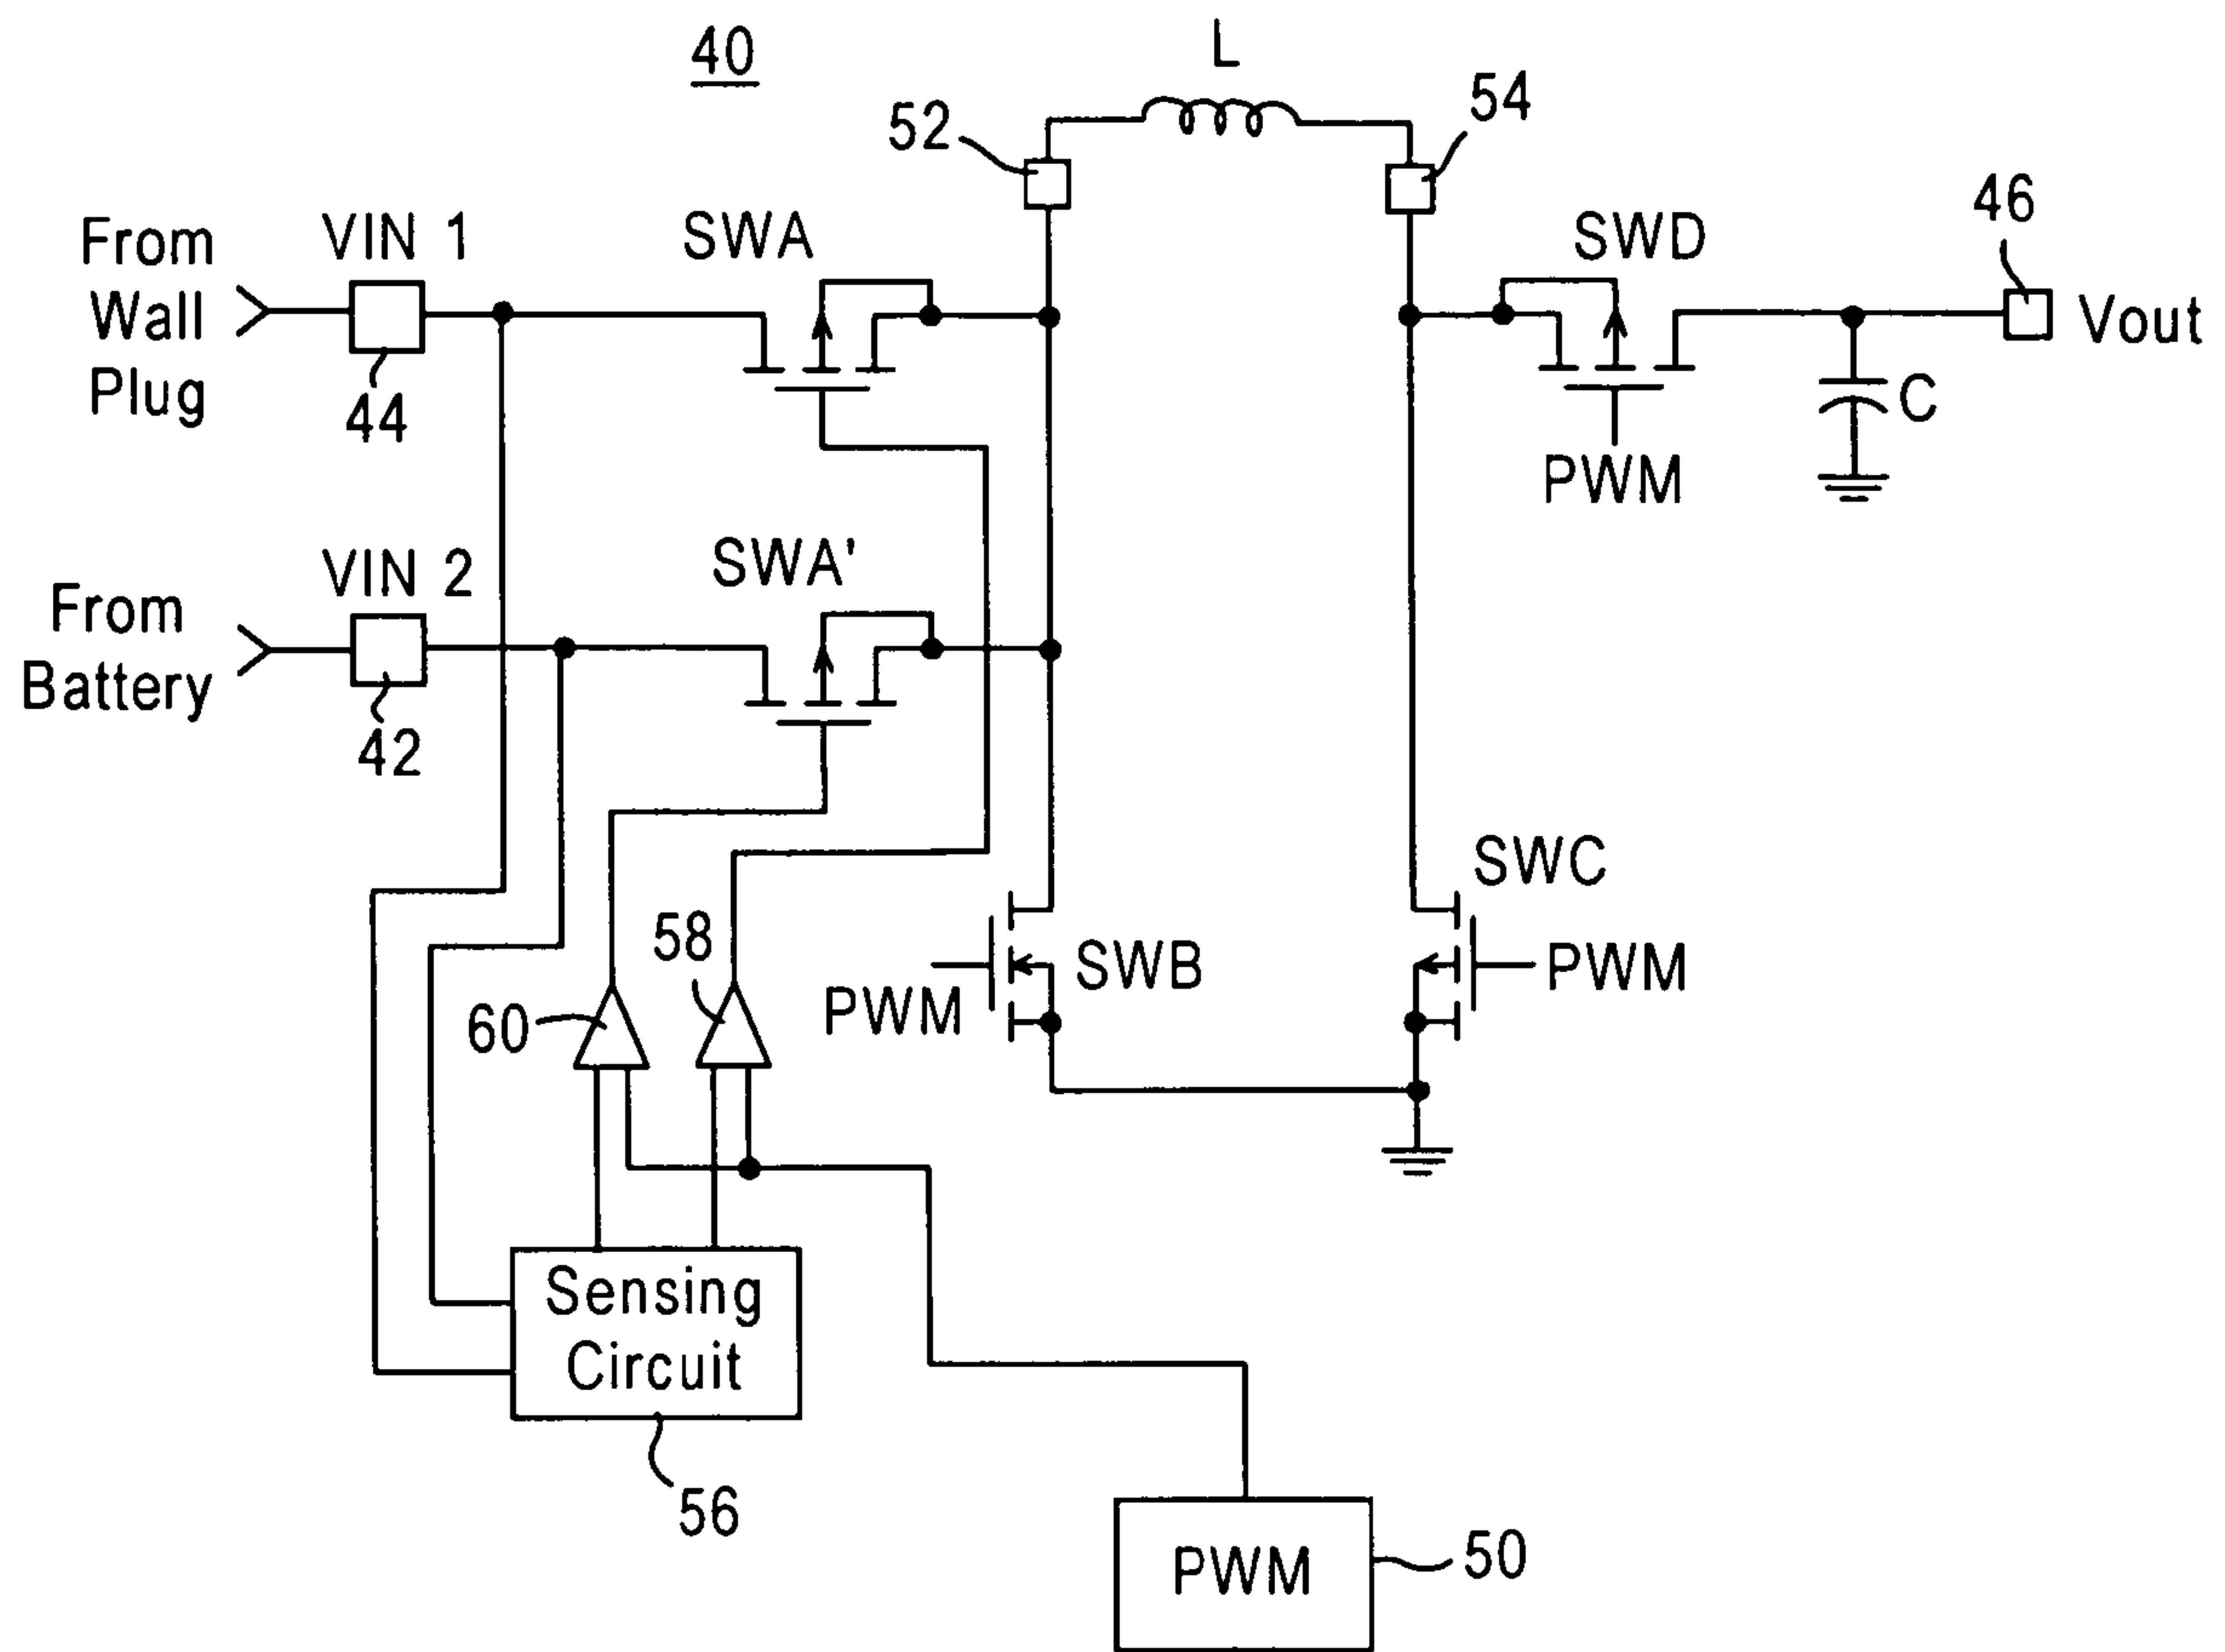 40
L
52
54
46
From
Wall
Plug
VIN 1
44
SWA
SWD
Vout
PWM
C
From
Battery
VIN 2
42
SWA'
SWC
58
60
PWM
SWB
PWM
Sensing
Circuit
56
PWM
50